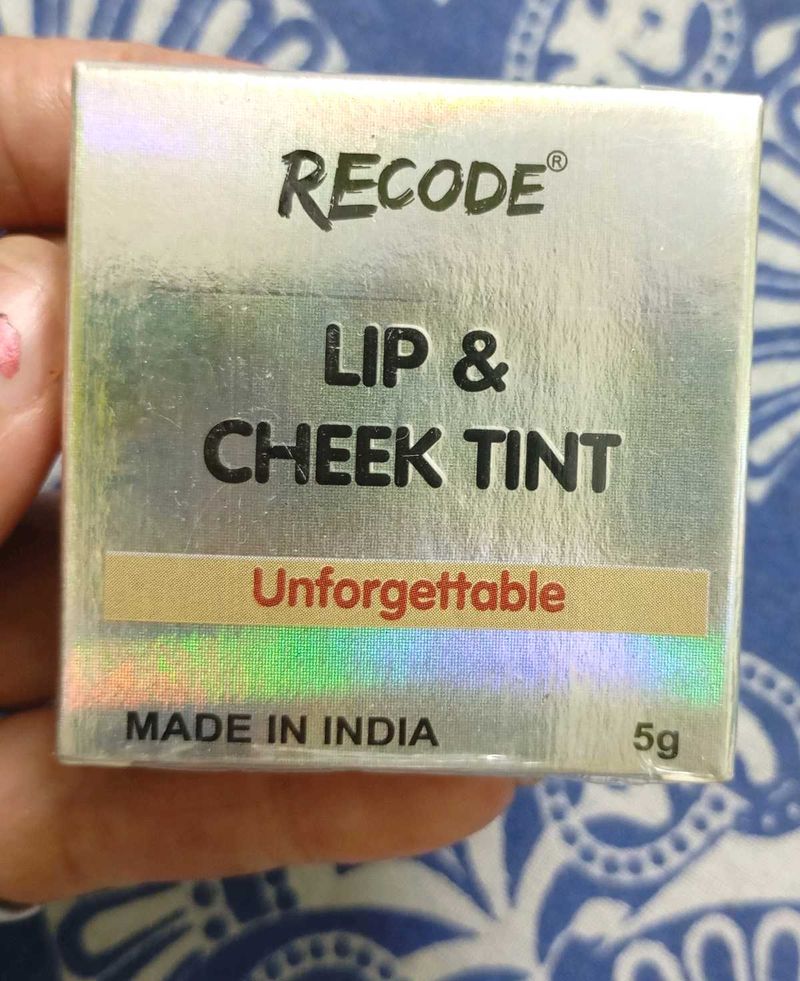 RECODE®
LIP &
CHEEK TINT
Unforgettable
MADE IN INDIA 5g